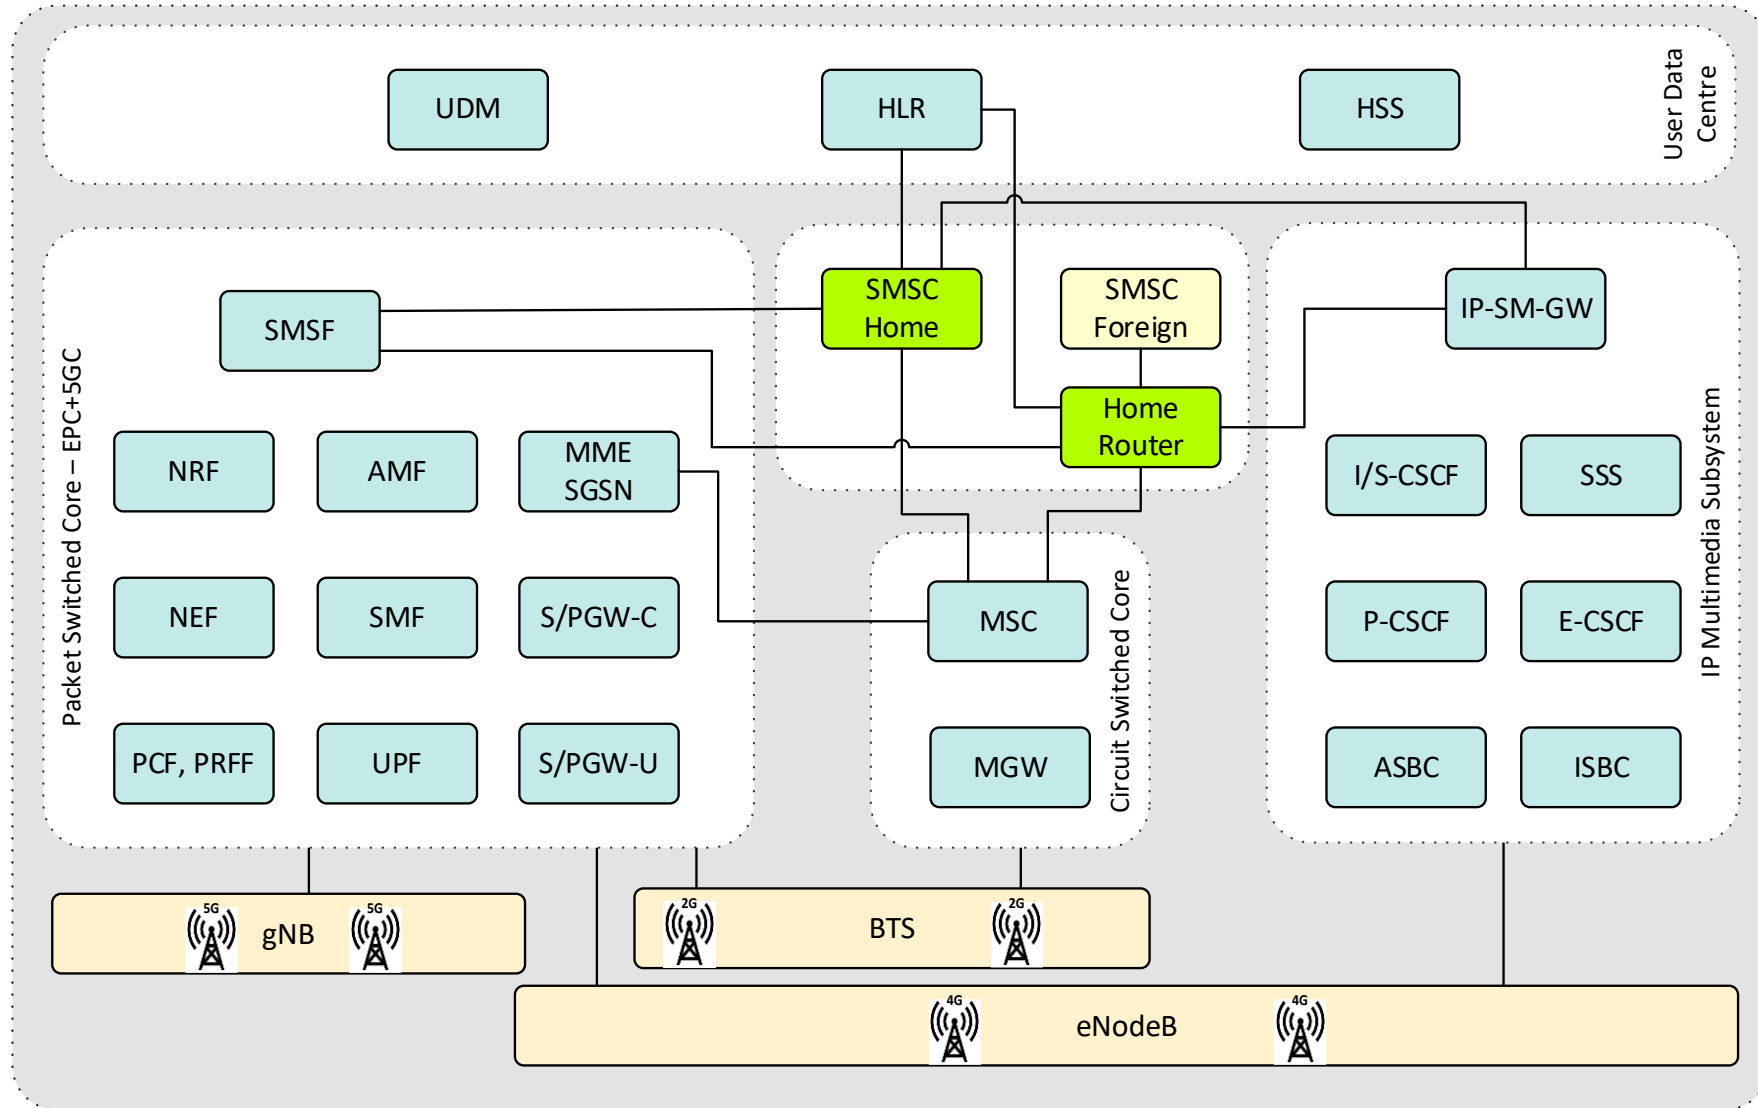 UDM
HLR
HSS
User Data
Centre
SMSF
SMSC
Home
SMSC
Foreign
IP-SM-GW
Home
Router
Packet Switched Core – EPC+5GC
NRF
AMF
MME
SGSN
I/S-CSCF
SSS
IP Multimedia Subsystem
NEF
SMF
S/PGW-C
MSC
Circuit Switched Core
P-CSCF
E-CSCF
PCF, PRFF
UPF
S/PGW-U
MGW
ASBC
ISBC
5G
gNB
5G
2G
BTS
2G
4G
eNodeB
4G